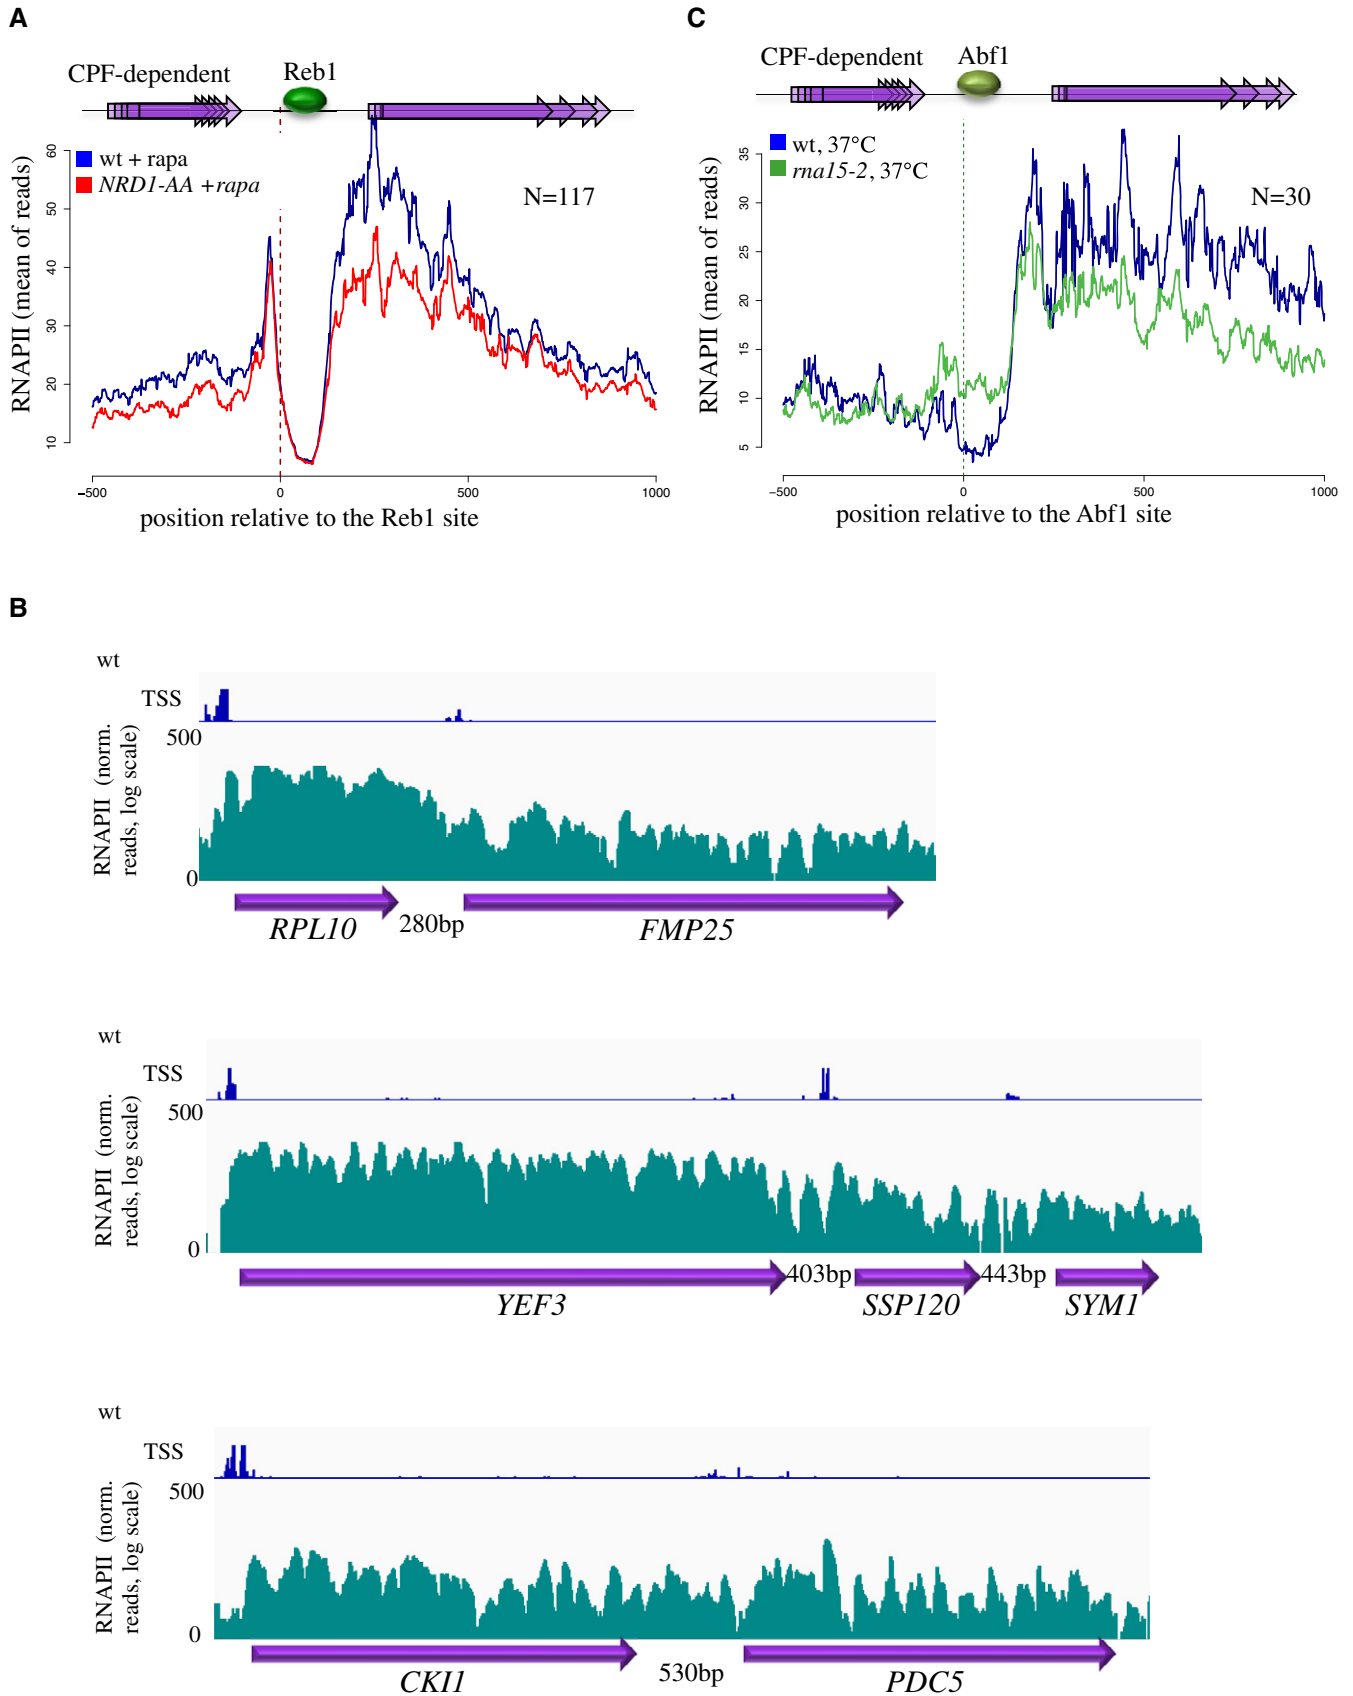 A
CPF-dependent
Reb1
wt + rapa
NRD1-AA +rapa
N=117
RNAPII (mean of reads)
60
50
40
30
20
10
-500
0
500
1000
position relative to the Reb1 site
C
CPF-dependent
Abf1
wt, 37°C
rna15-2, 37°C
N=30
RNAPII (mean of reads)
35
30
25
20
15
10
5
-500
0
500
1000
position relative to the Abf1 site
B
wt
TSS
RNAPII (norm.
reads, log scale)
500
0
RPL10
280bp
FMP25
wt
TSS
RNAPII (norm.
reads, log scale)
500
0
YEF3
403bp
SSP120
443bp
SYM1
wt
TSS
RNAPII (norm.
reads, log scale)
500
0
CKI1
530bp
PDC5